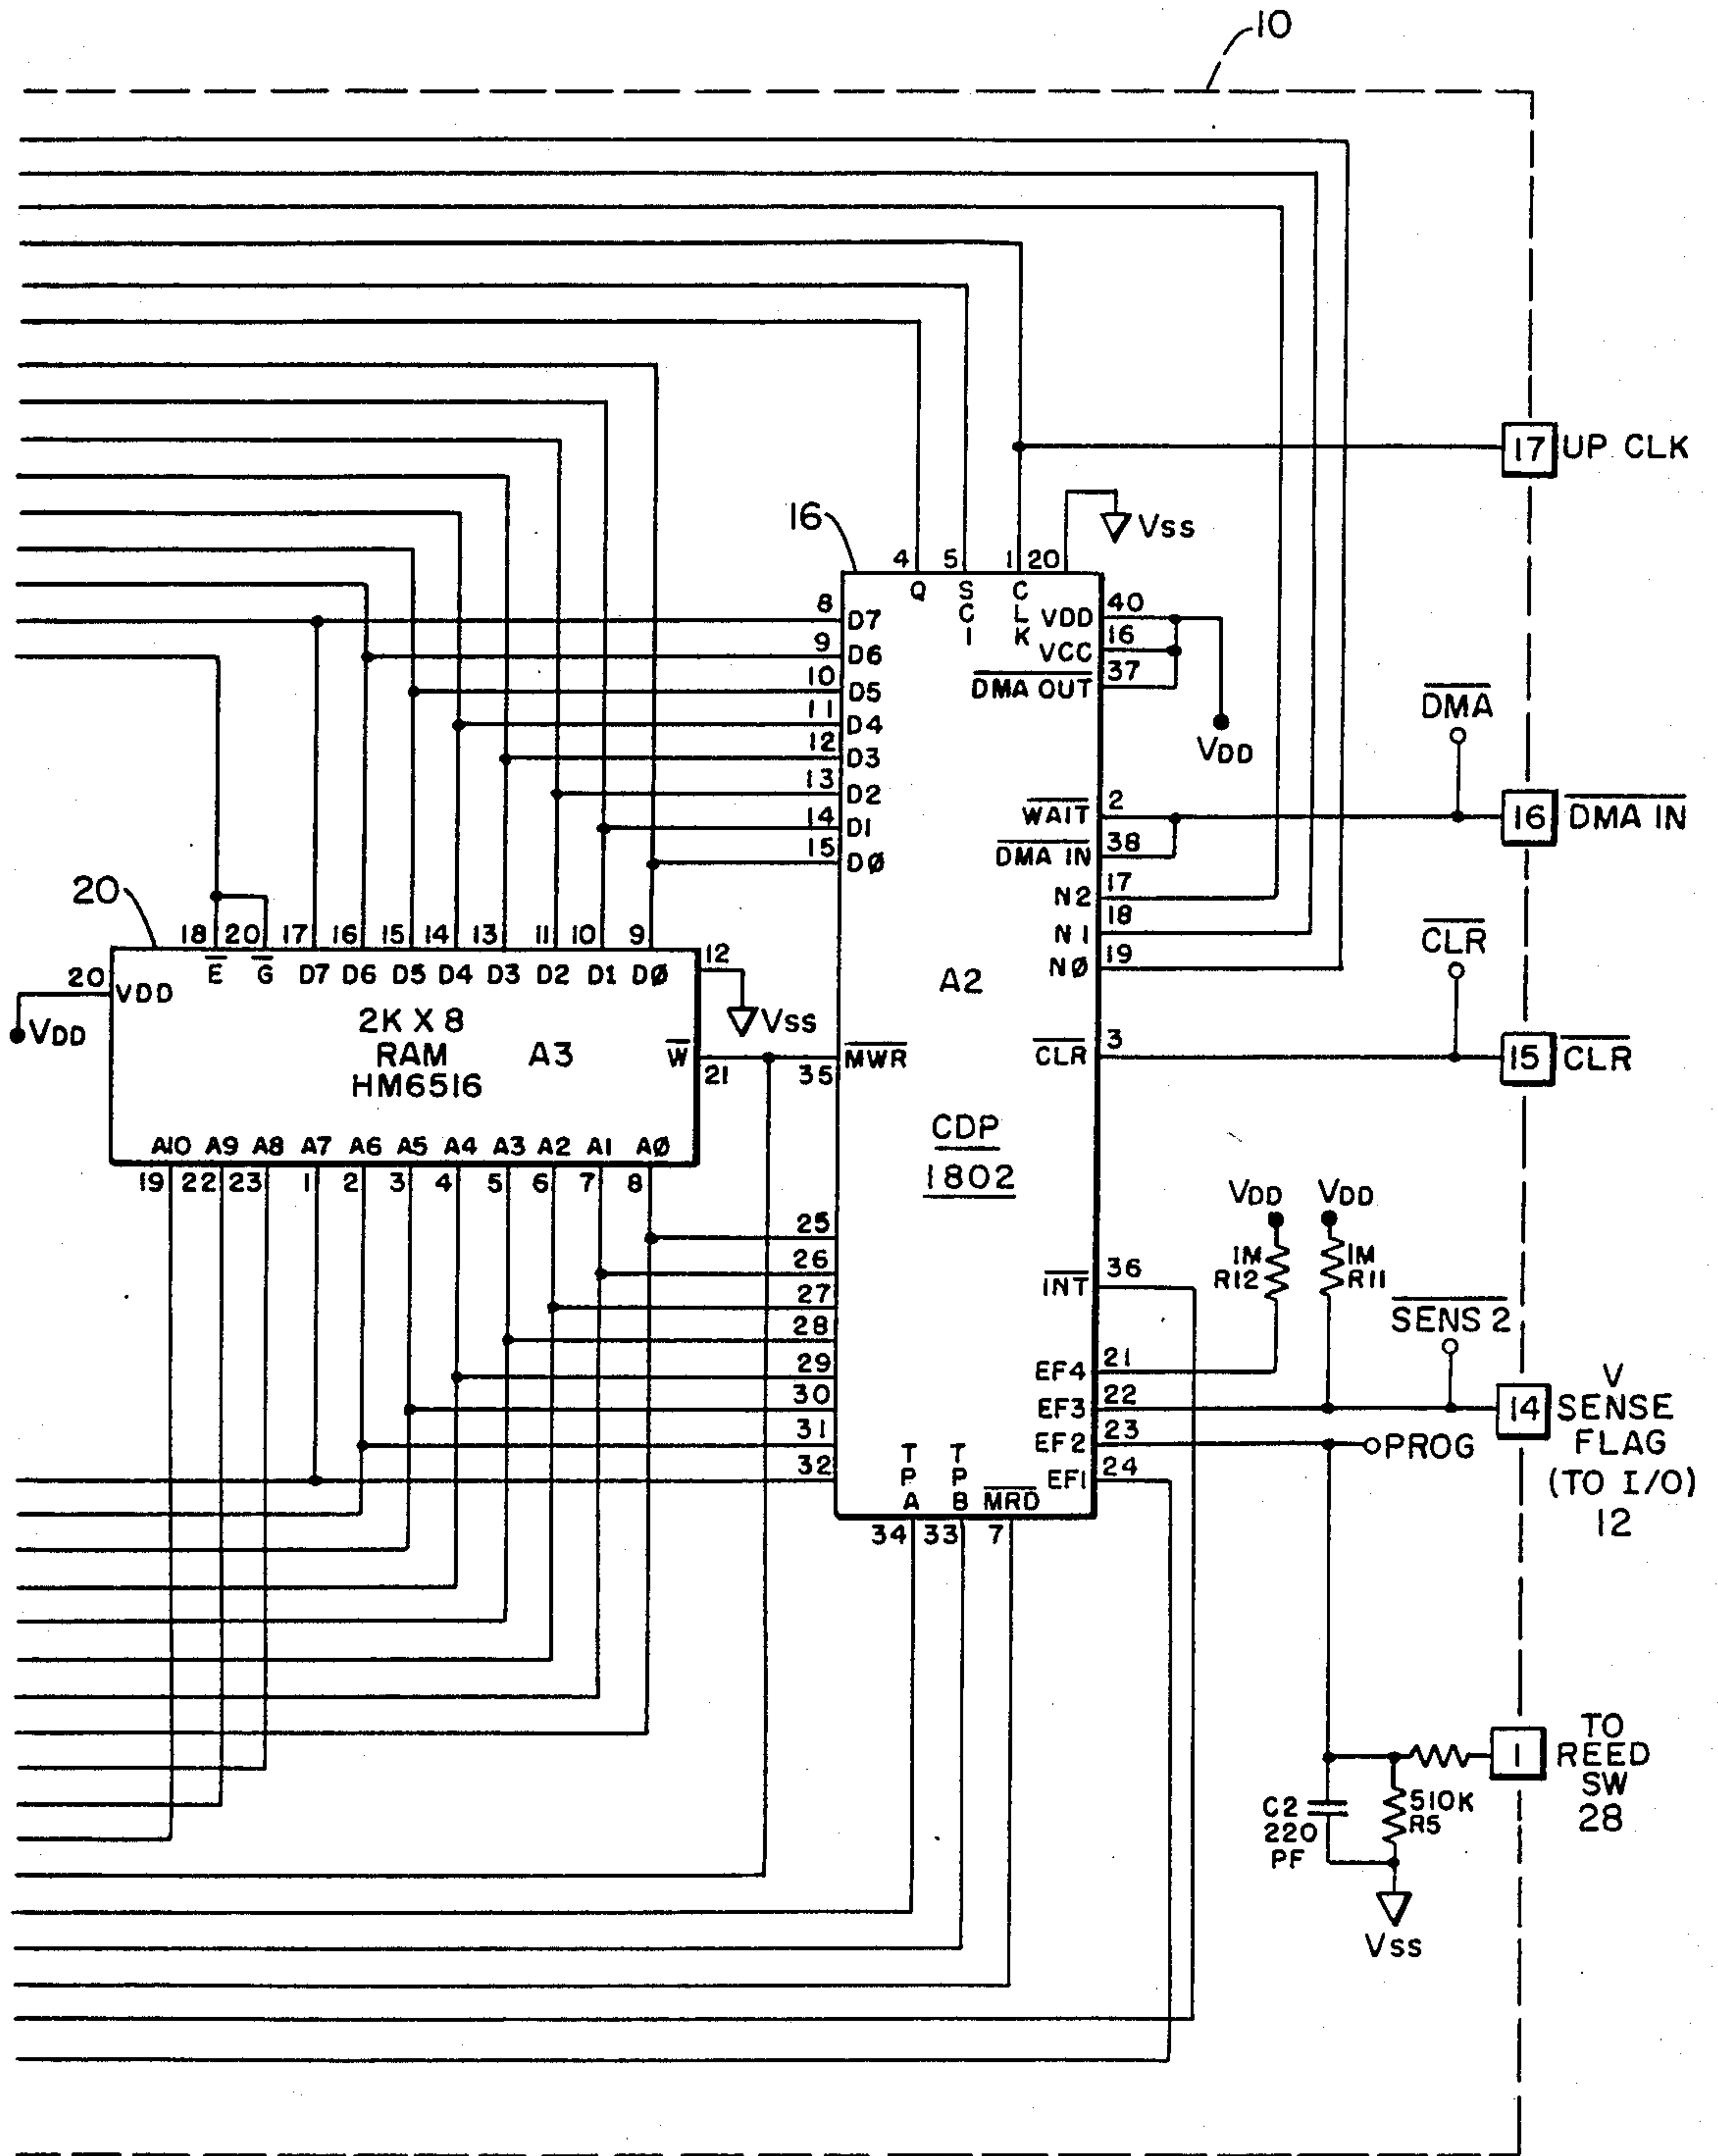 10
17 UP CLK
16
VSS
4 5 1 20
Q SCI CLK
8 D7
9 D6
10 D5
11 D4
12 D3
13 D2
14 D1
15 DØ
VDD 40
VCC 16
DMA OUT 37
VDD
DMA
WAIT 2
16 DMA IN
DMA IN 38
N2 17
N1 18
NØ 19
CLR
A2
CLR 3
15 CLR
20
18 20 17 16 15 14 13 11 10 9
E G D7 D6 D5 D4 D3 D2 D1 DØ
12
20 VDD
VDD
VSS
2K X 8
RAM
HM6516
A3
W
21
35
MWR
A10 A9 A8 A7 A6 A5 A4 A3 A2 A1 AØ
19 22 23 1 2 3 4 5 6 7 8
CDP
1802
25
26
27
28
29
30
31
32
VDD VDD
1M
R12
1M
R11
INT 36
SENS 2
EF4 21
EF3 22
EF2 23
EF1 24
PROG
14
V
SENSE
FLAG
(TO I/O)
12
TPA TPB MRD
34 33 7
1
TO
REED
SW
28
C2
220
PF
510K
R5
VSS